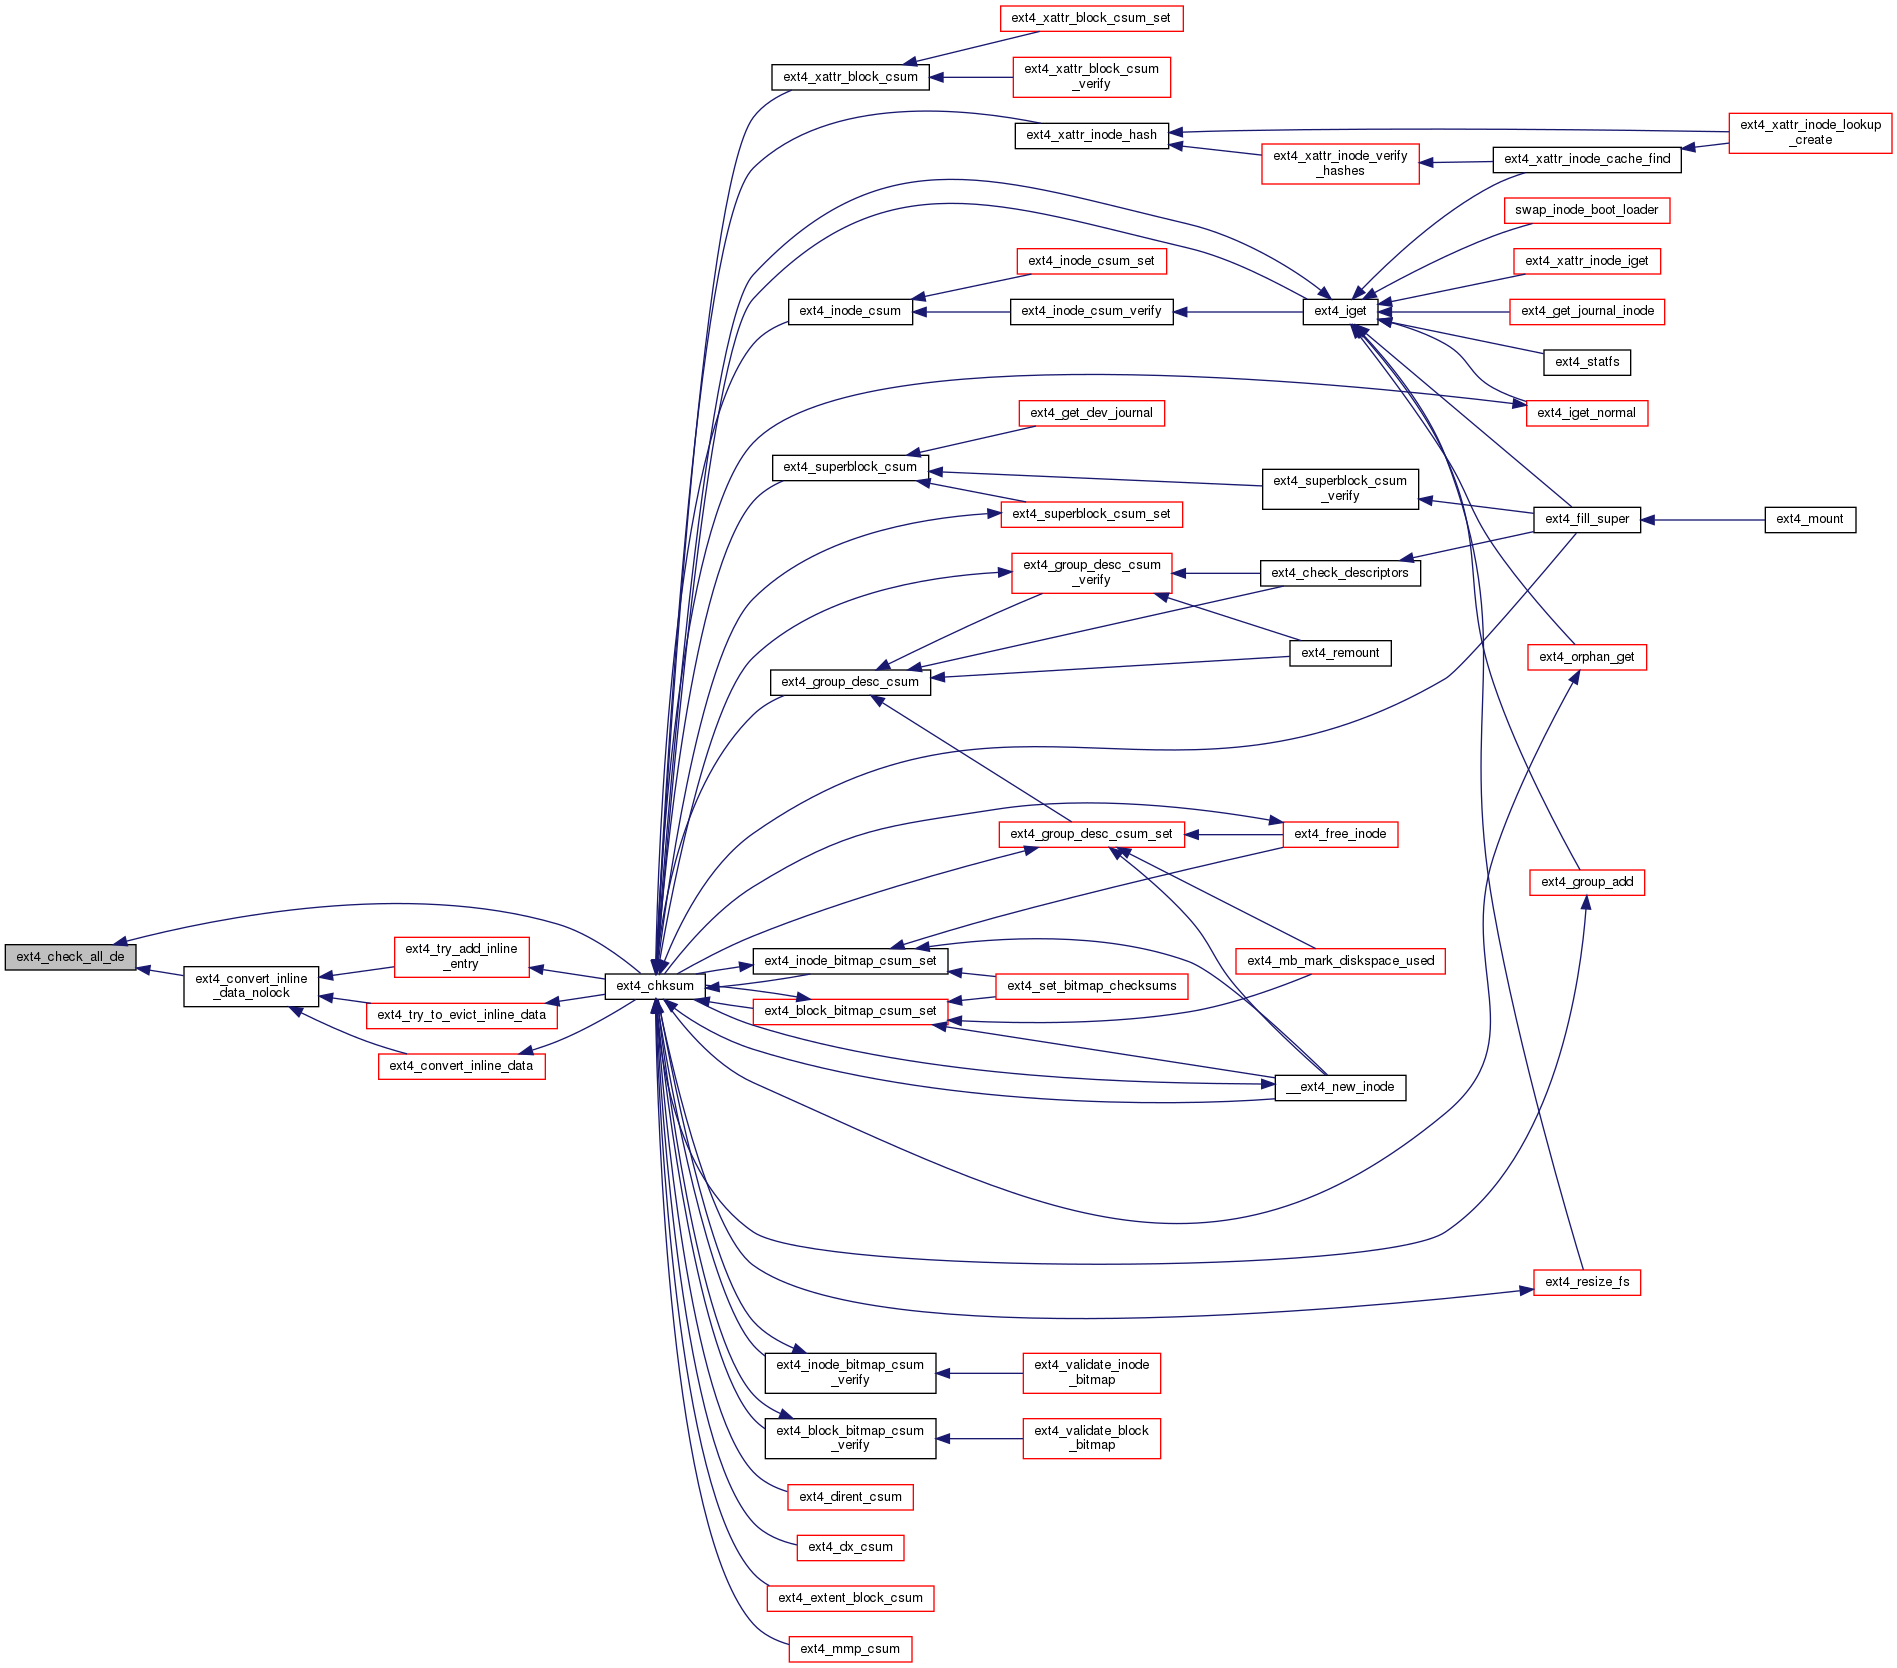 ext4_xattr_block_csum_set
ext4_xattr_block_csum
ext4_xattr_block_csum
_verify
ext4_xattr_inode_hash
ext4_xattr_inode_lookup
_create
ext4_xattr_inode_verify
_hashes
ext4_xattr_inode_cache_find
swap_inode_boot_loader
ext4_inode_csum_set
ext4_xattr_inode_iget
ext4_inode_csum
ext4_inode_csum_verify
ext4_iget
ext4_get_journal_inode
ext4_statfs
ext4_get_dev_journal
ext4_iget_normal
ext4_superblock_csum
ext4_superblock_csum
_verify
ext4_superblock_csum_set
ext4_fill_super
ext4_mount
ext4_group_desc_csum
_verify
ext4_check_descriptors
ext4_remount
ext4_orphan_get
ext4_group_desc_csum
ext4_group_desc_csum_set
ext4_free_inode
ext4_group_add
ext4_check_all_de
ext4_try_add_inline
_entry
ext4_convert_inline
_data_nolock
ext4_inode_bitmap_csum_set
ext4_mb_mark_diskspace_used
ext4_chksum
ext4_set_bitmap_checksums
ext4_try_to_evict_inline_data
ext4_block_bitmap_csum_set
ext4_convert_inline_data
__ext4_new_inode
ext4_resize_fs
ext4_inode_bitmap_csum
_verify
ext4_validate_inode
_bitmap
ext4_block_bitmap_csum
_verify
ext4_validate_block
_bitmap
ext4_dirent_csum
ext4_dx_csum
ext4_extent_block_csum
ext4_mmp_csum